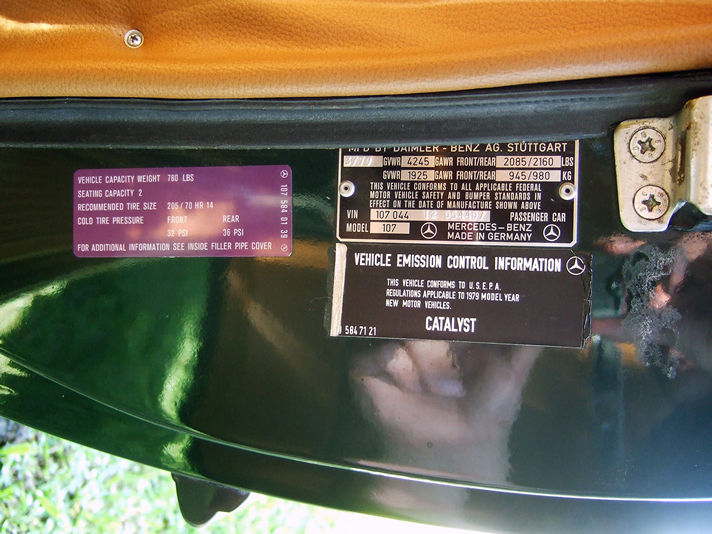 VEHICLE CAPACITY WEIGHT 780 LBS
SEATING CAPACITY 2
RECOMMENDED TIRE SIZE 205/70 HR 14
COLD TIRE PRESSURE FRONT REAR
32 PSI 36 PSI
FOR ADDITIONAL INFORMATION SEE INSIDE FILLER PIPE COVER
107 584 01 39
MFD BY DAIMLER-BENZ AG. STUTTGART
GVWR 4245 GAWR FRONT/REAR 2085/2160 LBS
GVWR 1925 GAWR FRONT/REAR 945/980 KG
THIS VEHICLE CONFORMS TO ALL APPLICABLE FEDERAL
MOTOR VEHICLE SAFETY AND BUMPER STANDARDS IN
EFFECT ON THE DATE OF MANUFACTURE SHOWN ABOVE
VIN 107 044 12 PASSENGER CAR
MODEL 107 MERCEDES-BENZ
MADE IN GERMANY
VEHICLE EMISSION CONTROL INFORMATION
THIS VEHICLE CONFORMS TO U.S.E.P.A.
REGULATIONS APPLICABLE TO 1979 MODEL YEAR
NEW MOTOR VEHICLES.
CATALYST
584 71 21